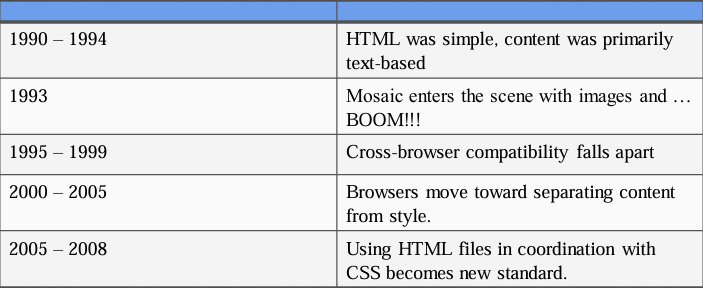 1990 – 1994
HTML was simple, content was primarily
text-based
1993
Mosaic enters the scene with images and …
BOOM!!!
1995 – 1999
Cross-browser compatibility falls apart
2000 – 2005
Browsers move toward separating content
from style.
2005 – 2008
Using HTML files in coordination with
CSS becomes new standard.